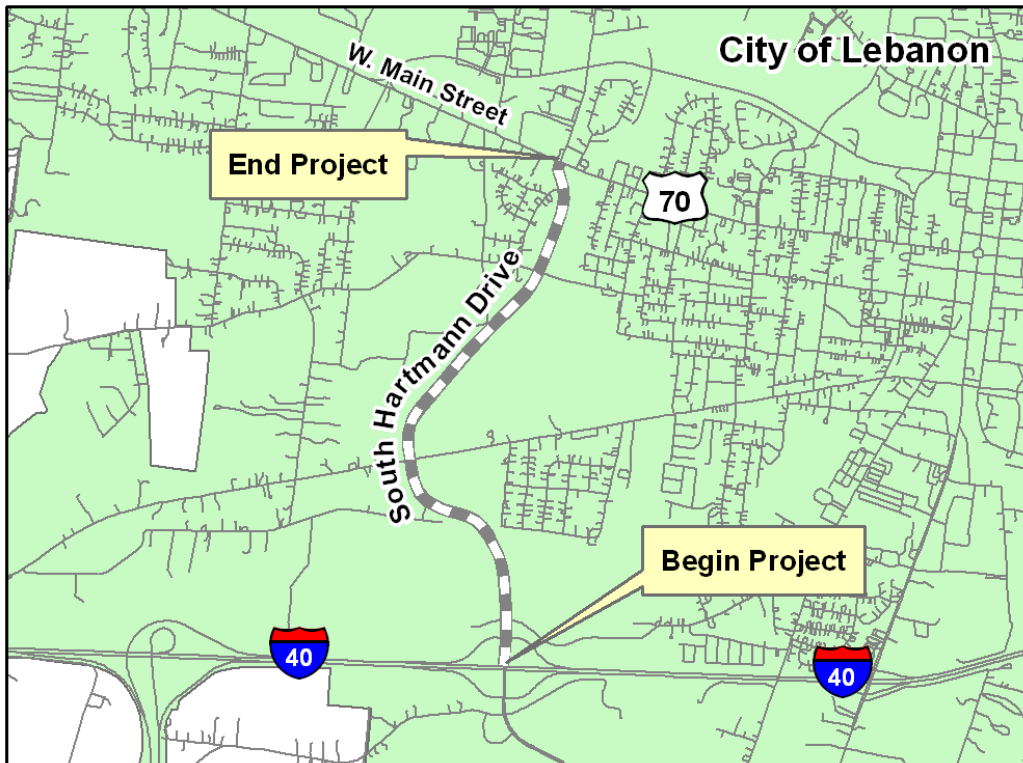 City of Lebanon
W. Main Street
End Project
70
South Hartmann Drive
Begin Project
40
40